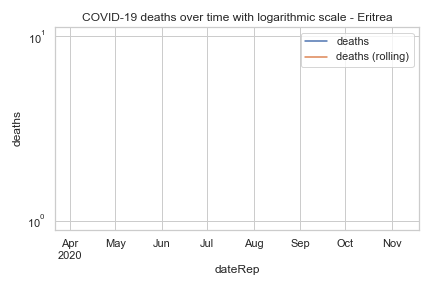 COVID-19 deaths over time with logarithmic scale - Eritrea
deaths
deaths (rolling)
10¹
deaths
10⁰
Apr May Jun Jul Aug Sep Oct Nov
2020
dateRep